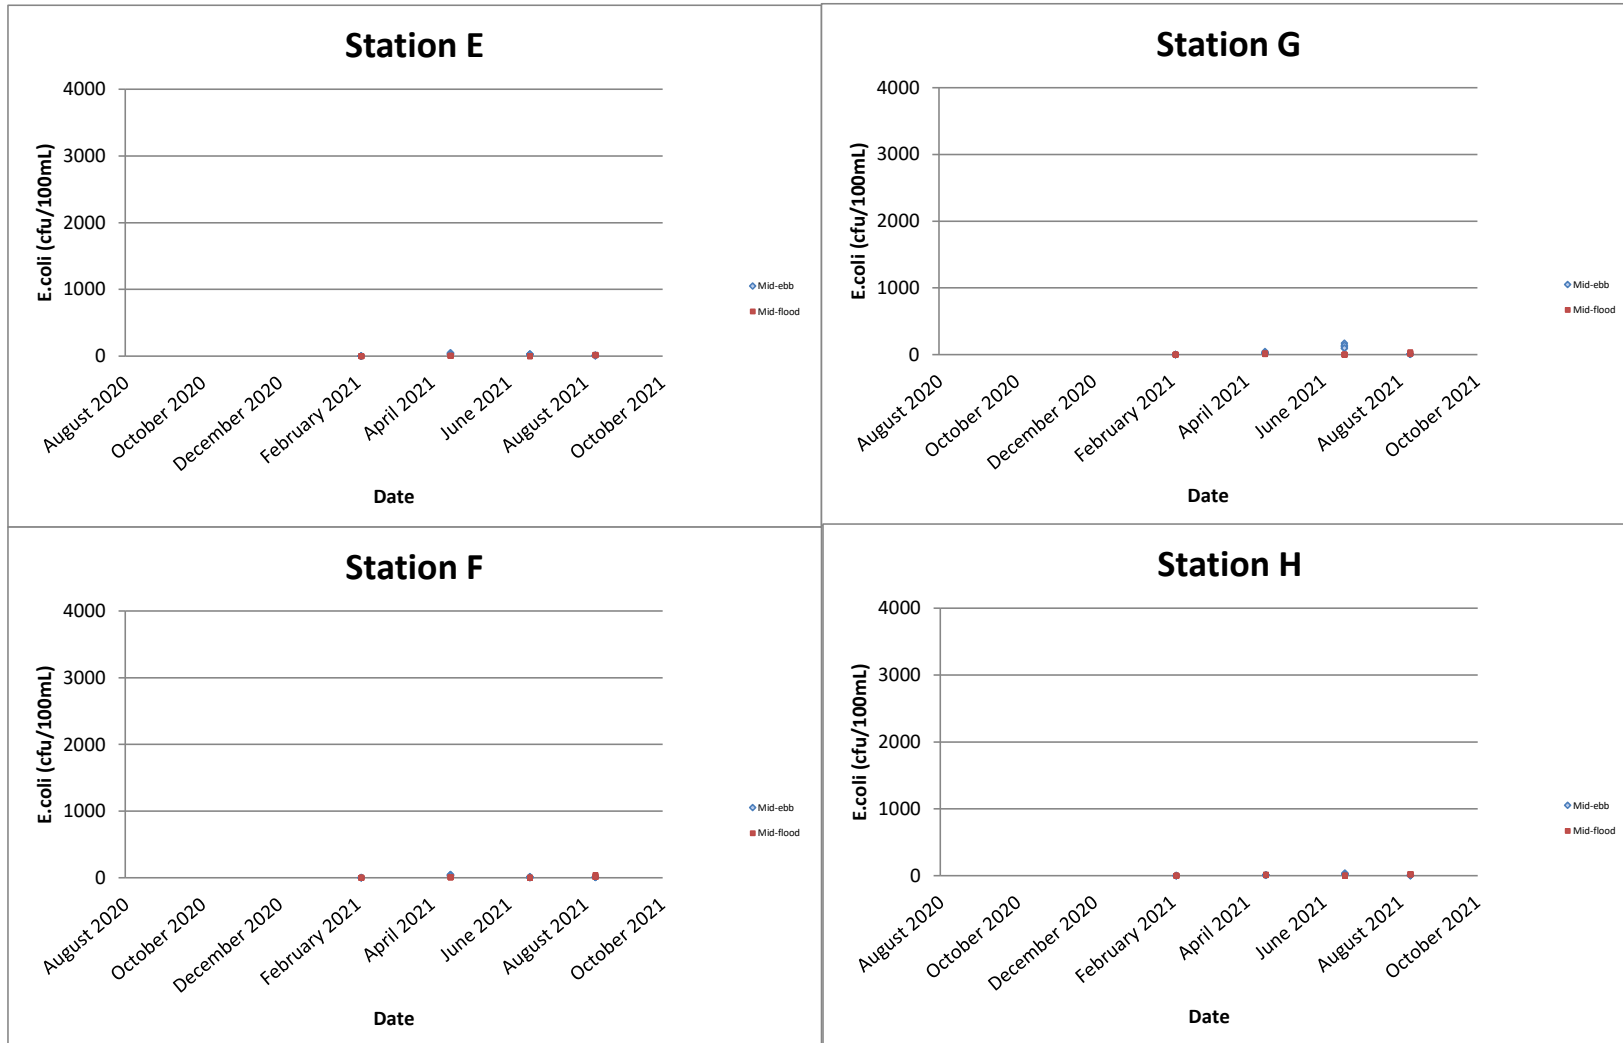 Station E
E.coli (cfu/100mL)
4000
3000
2000
1000
0
August 2020
October 2020
December 2020
February 2021
April 2021
June 2021
August 2021
October 2021
Date
Mid-ebb
Mid-flood
Station G
E.coli (cfu/100mL)
4000
3000
2000
1000
0
August 2020
October 2020
December 2020
February 2021
April 2021
June 2021
August 2021
October 2021
Date
Mid-ebb
Mid-flood
Station F
E.coli (cfu/100mL)
4000
3000
2000
1000
0
August 2020
October 2020
December 2020
February 2021
April 2021
June 2021
August 2021
October 2021
Date
Mid-ebb
Mid-flood
Station H
E.coli (cfu/100mL)
4000
3000
2000
1000
0
August 2020
October 2020
December 2020
February 2021
April 2021
June 2021
August 2021
October 2021
Date
Mid-ebb
Mid-flood